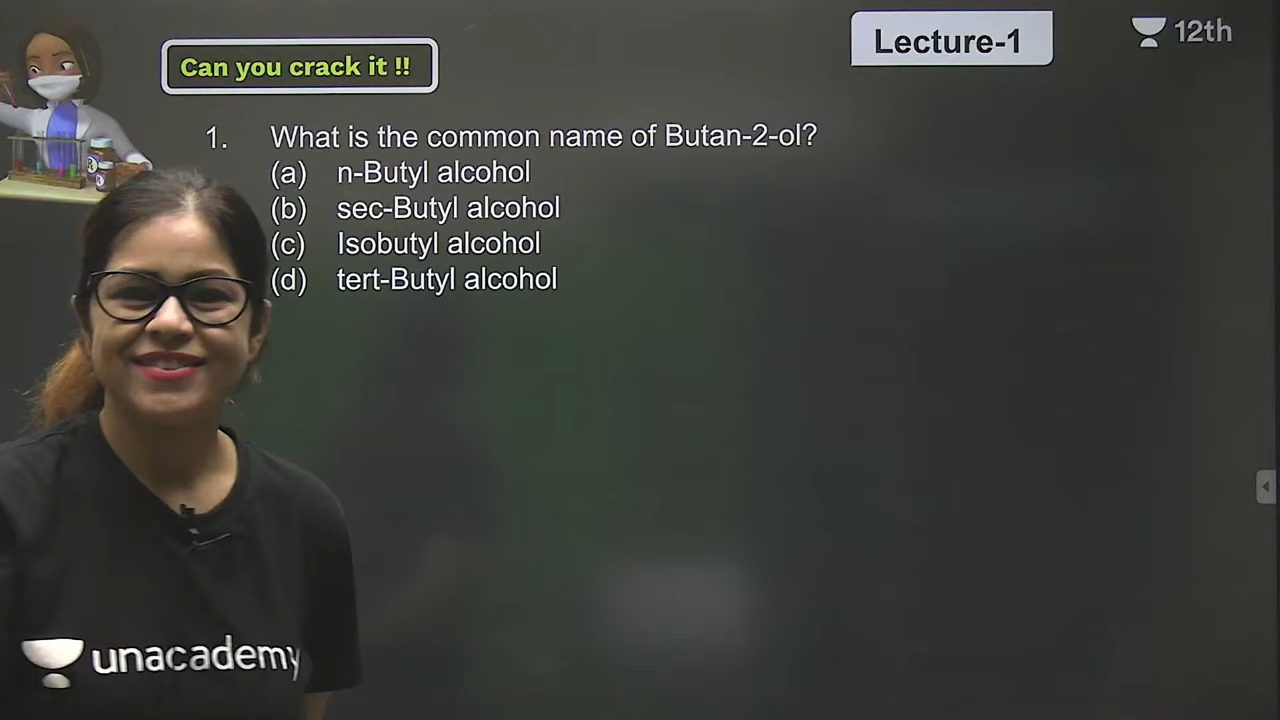 Lecture-1
12th
Can you crack it !!
1. What is the common name of Butan-2-ol?
(a) n-Butyl alcohol
(b) sec-Butyl alcohol
(c) Isobutyl alcohol
(d) tert-Butyl alcohol
unacademy